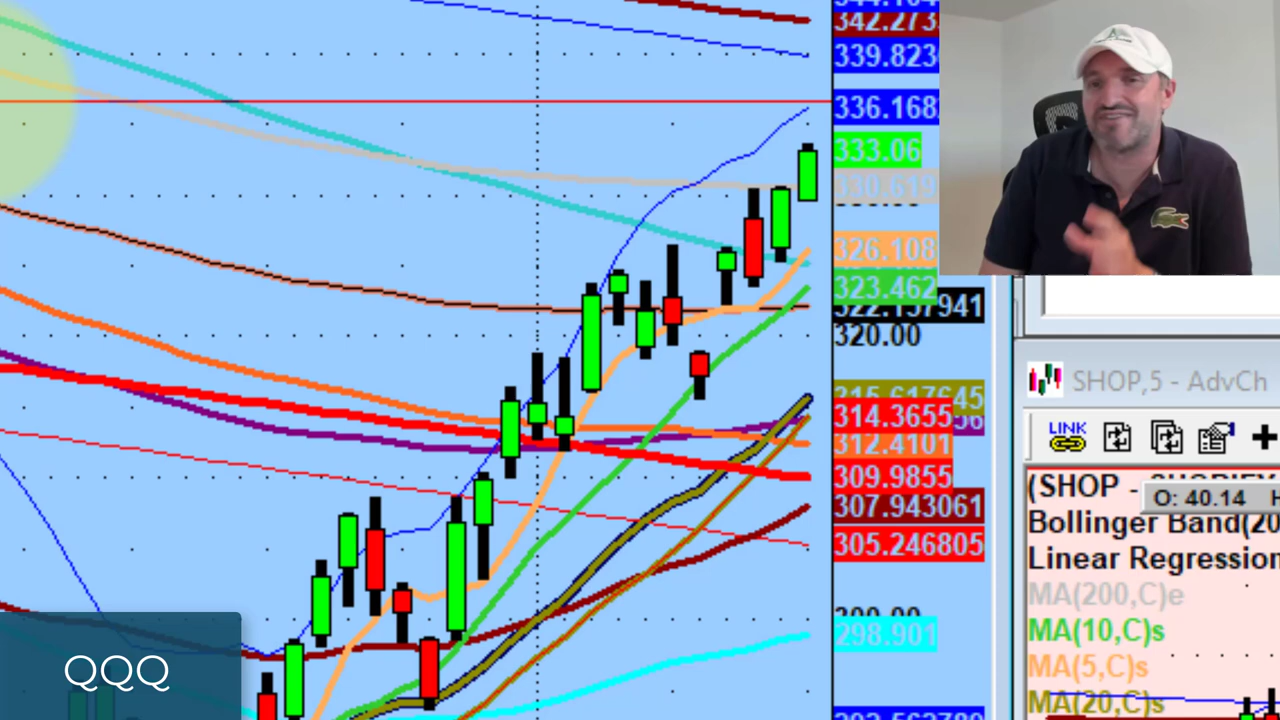 342.273
339.823
336.168
333.06
330.619
326.108
323.462
320.00
314.3655
312.4101
309.9855
307.943061
305.246805
298.901
QQQ
SHOP,5 - AdvCh
LINK
(SHOP -
O: 40.14
Bollinger Band(20
Linear Regression
MA(200,C)e
MA(10,C)s
MA(5,C)s
MA(20,C)s